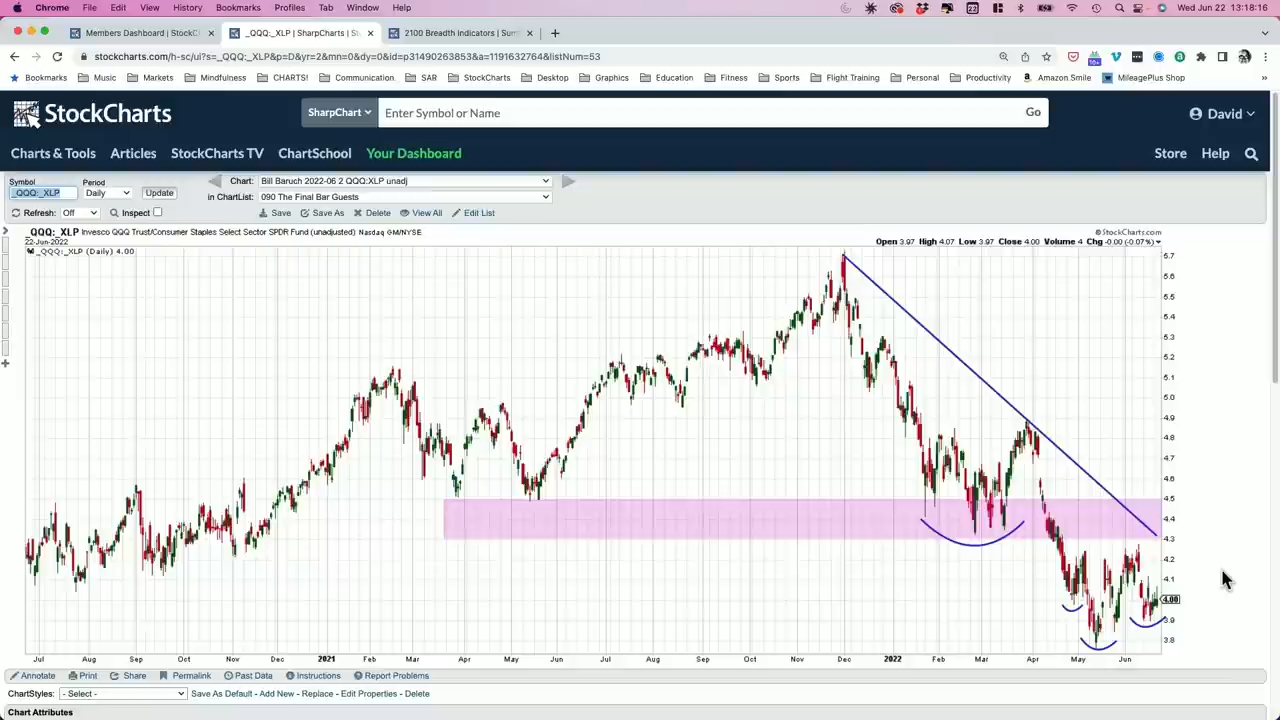 Chrome File Edit View History Bookmarks Profiles Tab Window Help Wed Jun 22 13:18:16
Members Dashboard | StockC × _QQQ:_XLP | SharpCharts | St × 2100 Breadth Indicators | Sum ×
stockcharts.com/h-sc/ui?s=_QQQ:_XLP&p=D&yr=2&mn=0&dy=0&id=p31490263853&a=1191632764&listNum=53
Bookmarks Music Markets Mindfulness CHARTS! Communication SAR StockCharts Desktop Graphics Education Fitness Sports Flight Training Personal Productivity Amazon Smile MileagePlus Shop »
StockCharts SharpChart Enter Symbol or Name Go David
Charts & Tools Articles StockCharts TV ChartSchool Your Dashboard Store Help
Symbol Period Chart: Bill Baruch 2022-06 2 QQQ:XLP unadj
_QQQ:_XLP Daily Update in ChartList: 090 The Final Bar Guests
Refresh: Off Inspect Save Save As Delete View All Edit List
_QQQ:_XLP Invesco QQQ Trust/Consumer Staples Select Sector SPDR Fund (unadjusted) Nasdaq GM/NYSE © StockCharts.com
22-Jun-2022 Open 3.97 High 4.07 Low 3.97 Close 4.00 Volume 4 Chg -0.00 (-0.07%)
_QQQ:_XLP (Daily) 4.00
5.7
5.6
5.5
5.3
5.2
5.1
5.0
4.9
4.8
4.7
4.6
4.5
4.4
4.3
4.2
4.1
4.00
3.9
3.8
Jul Aug Sep Oct Nov Dec 2021 Feb Mar Apr May Jun Jul Aug Sep Oct Nov Dec 2022 Feb Mar Apr May Jun
Annotate Print Share Permalink Past Data Instructions Report Problems
ChartStyles: - Select - Save As Default - Add New - Replace - Edit Properties - Delete
Chart Attributes